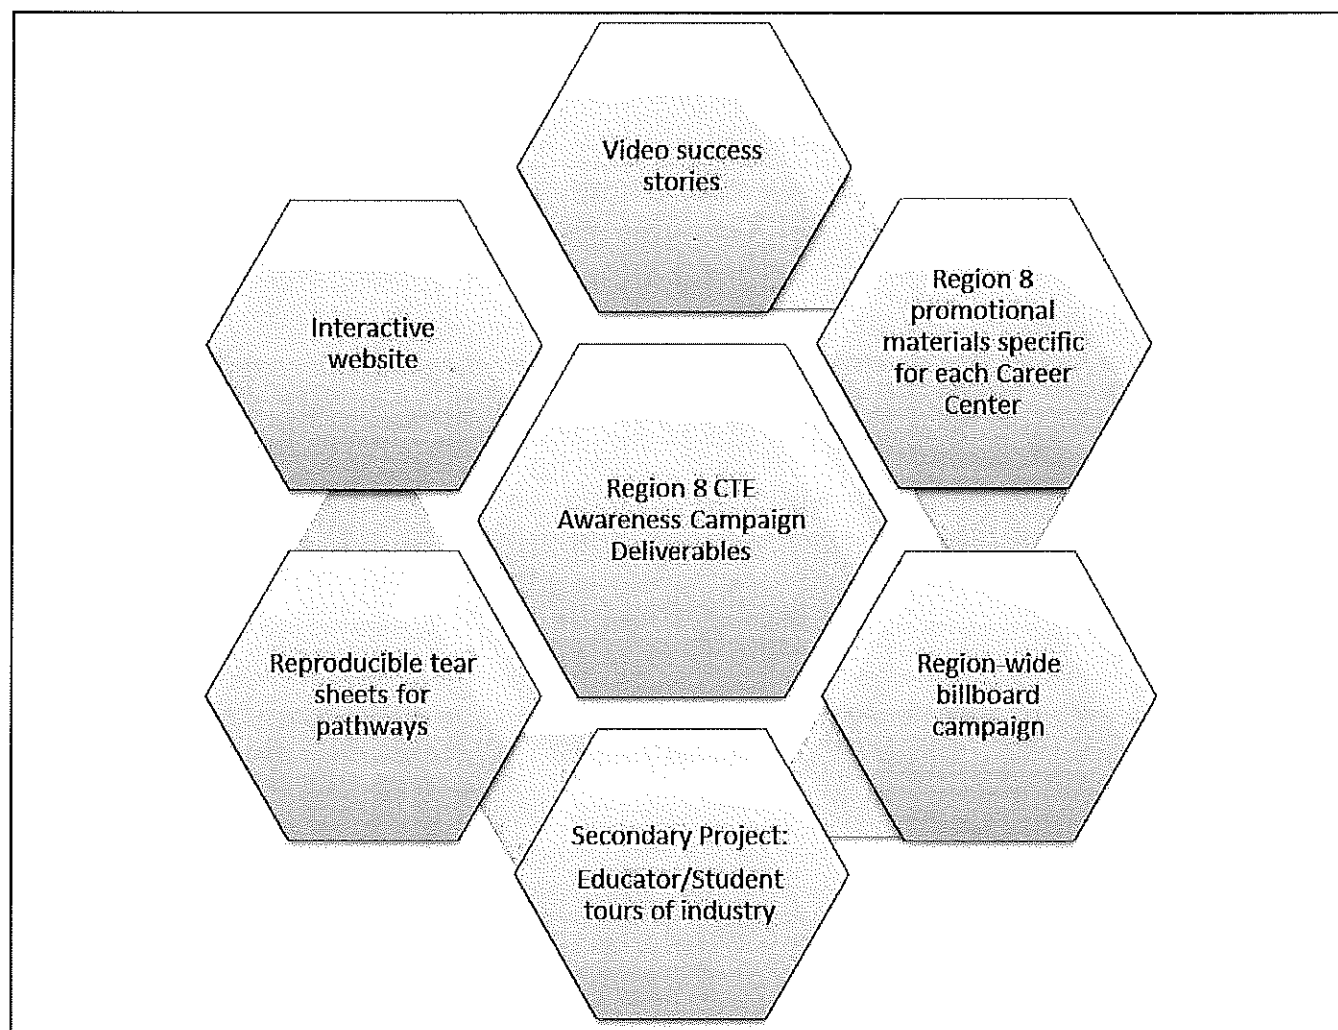 Video success
stories
Region 8
promotional
materials specific
for each Career
Center
Region-wide
billboard
campaign
Secondary Project:
Educator/Student
tours of industry
Reproducible tear
sheets for
pathways
Interactive
website
Region 8 CTE
Awareness Campaign
Deliverables